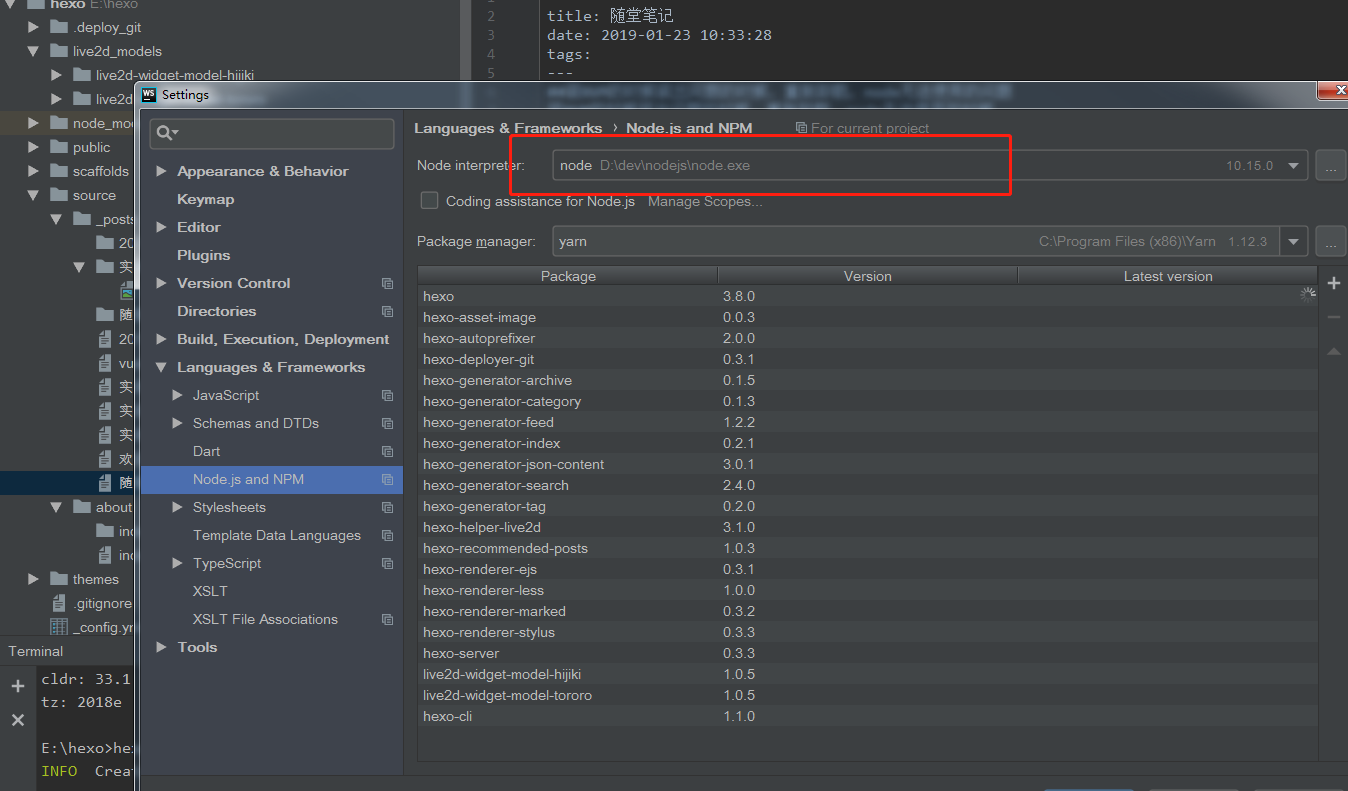 hexo E:\hexo
.deploy_git
live2d_models
live2d-widget-model-hijiki
live2d
node_mo
public
scaffolds
source
_posts
20
实
随
20
vu
实
实
实
欢
随
about
inc
inc
themes
.gitignore
_config.ym
2 title: 随堂笔记
3 date: 2019-01-23 10:33:28
4 tags:
5 ---
WS Settings
Appearance & Behavior
Keymap
Editor
Plugins
Version Control
Directories
Build, Execution, Deployment
Languages & Frameworks
JavaScript
Schemas and DTDs
Dart
Node.js and NPM
Stylesheets
Template Data Languages
TypeScript
XSLT
XSLT File Associations
Tools
Languages & Frameworks › Node.js and NPM For current project
Node interpreter: node D:\dev\nodejs\node.exe 10.15.0 ...
Coding assistance for Node.js Manage Scopes...
Package manager: yarn C:\Program Files (x86)\Yarn 1.12.3 ...
Package Version Latest version
hexo 3.8.0
hexo-asset-image 0.0.3
hexo-autoprefixer 2.0.0
hexo-deployer-git 0.3.1
hexo-generator-archive 0.1.5
hexo-generator-category 0.1.3
hexo-generator-feed 1.2.2
hexo-generator-index 0.2.1
hexo-generator-json-content 3.0.1
hexo-generator-search 2.4.0
hexo-generator-tag 0.2.0
hexo-helper-live2d 3.1.0
hexo-recommended-posts 1.0.3
hexo-renderer-ejs 0.3.1
hexo-renderer-less 1.0.0
hexo-renderer-marked 0.3.2
hexo-renderer-stylus 0.3.3
hexo-server 0.3.3
live2d-widget-model-hijiki 1.0.5
live2d-widget-model-tororo 1.0.5
hexo-cli 1.1.0
Terminal
cldr: 33.1
tz: 2018e
E:\hexo>hex
INFO Creat